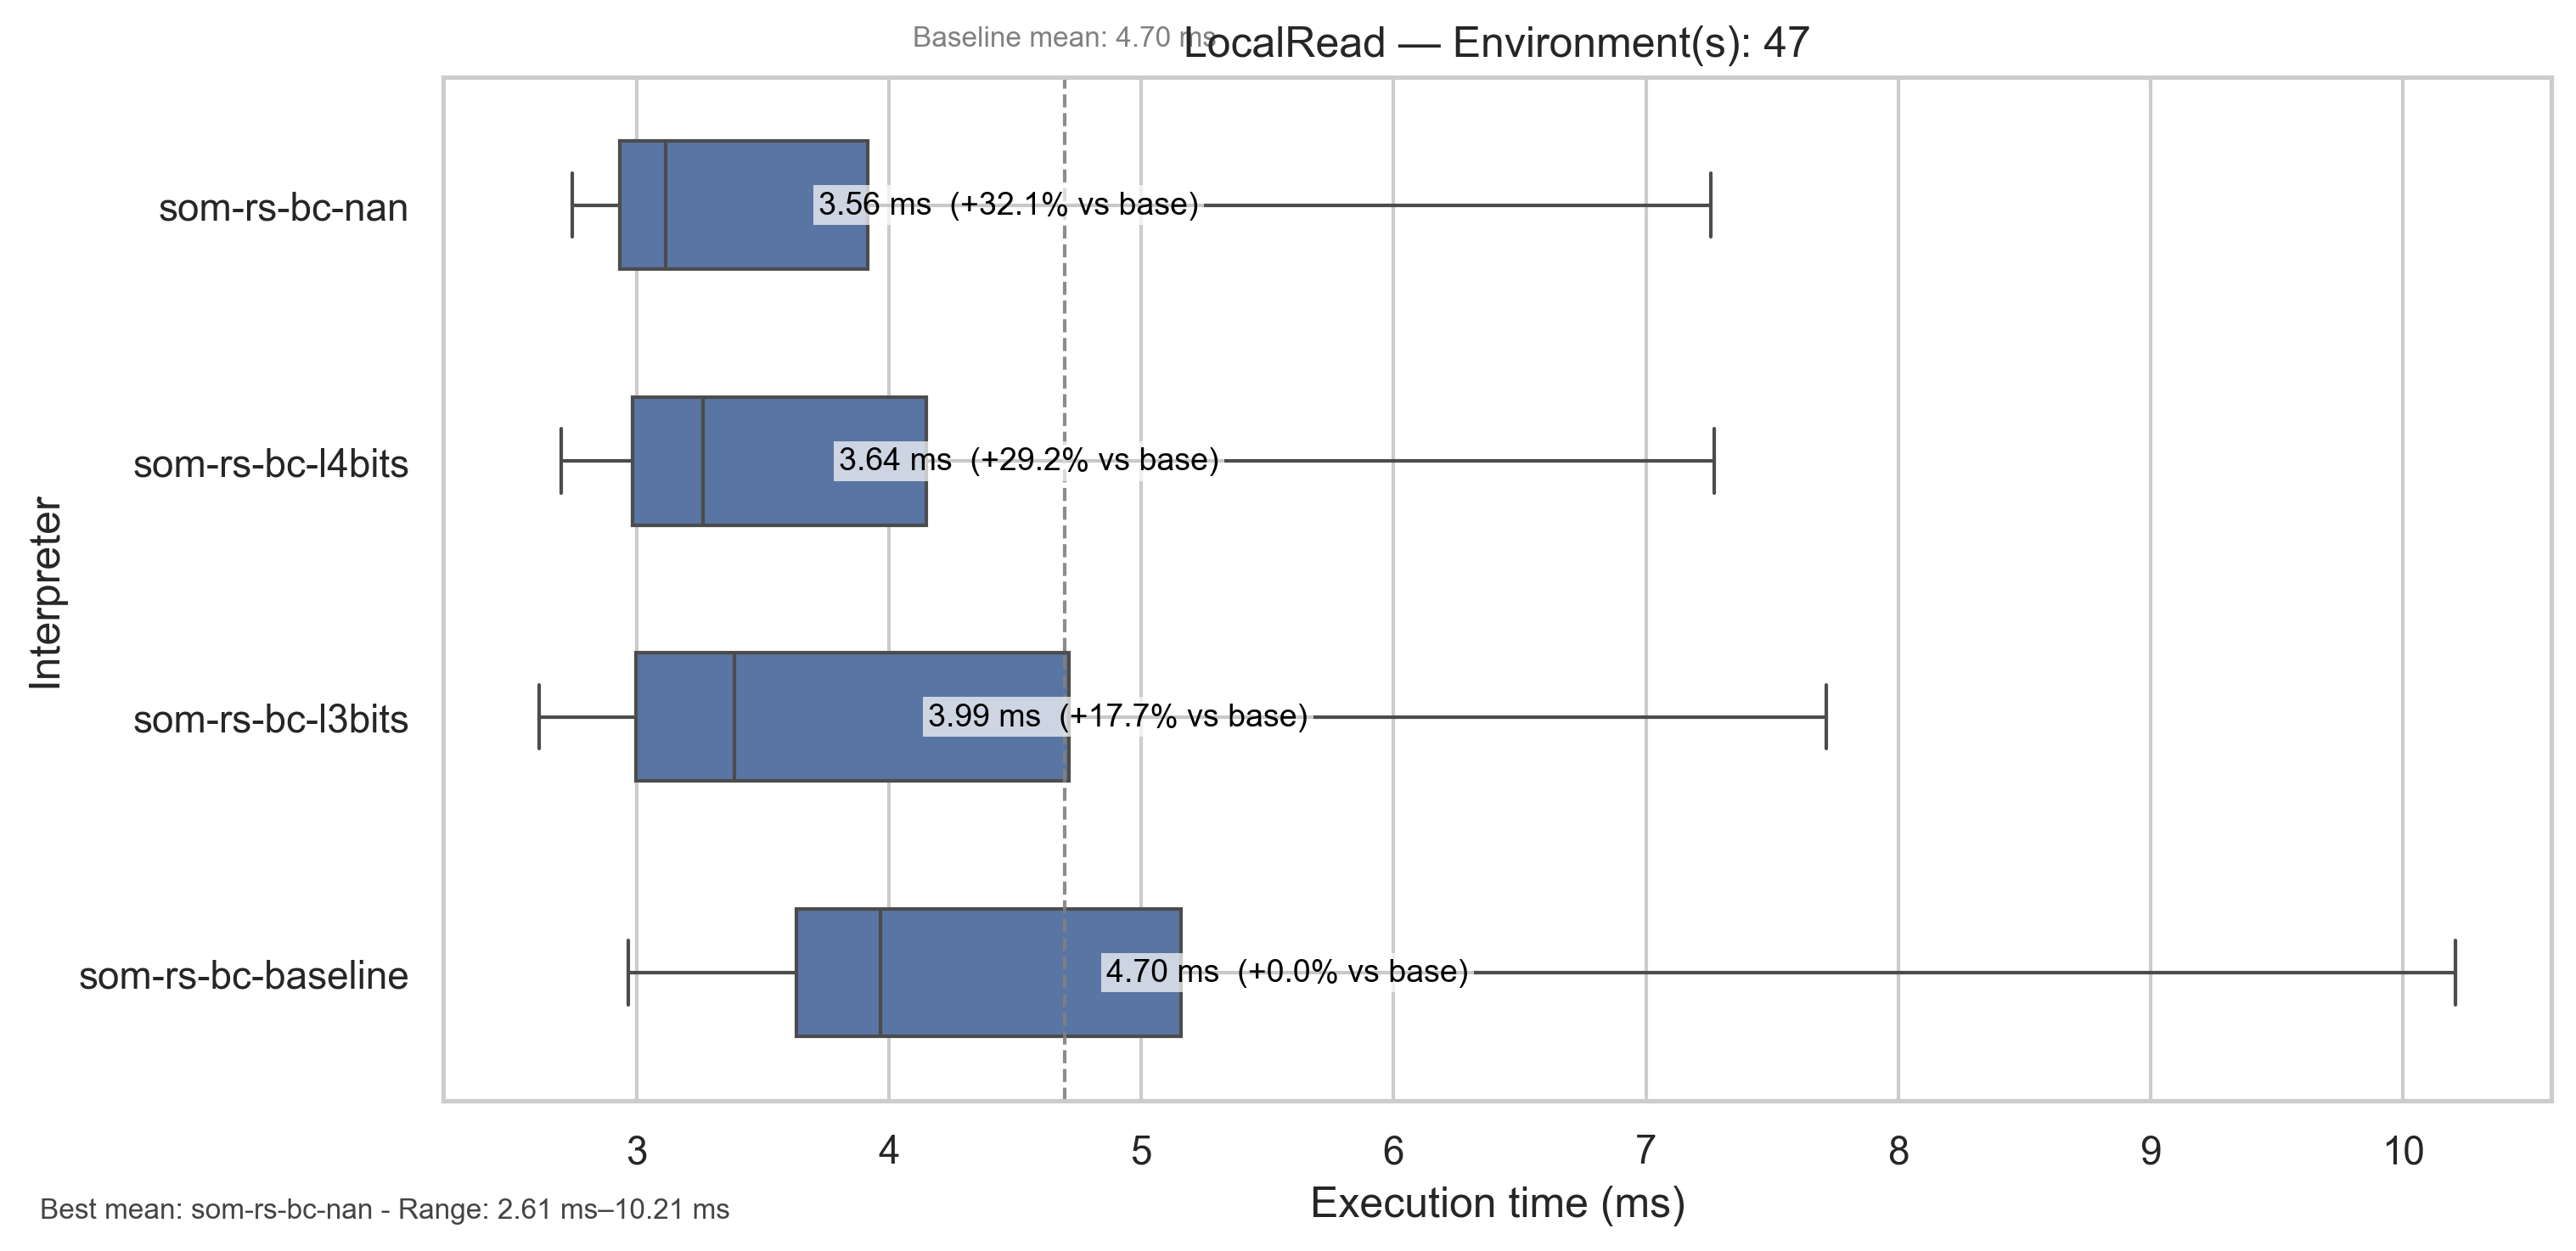 Baseline mean: 4.70 ms
LocalRead — Environment(s): 47
som-rs-bc-nan
3.56 ms (+32.1% vs base)
som-rs-bc-l4bits
3.64 ms (+29.2% vs base)
Interpreter
som-rs-bc-l3bits
3.99 ms (+17.7% vs base)
som-rs-bc-baseline
4.70 ms (+0.0% vs base)
3 4 5 6 7 8 9 10
Execution time (ms)
Best mean: som-rs-bc-nan - Range: 2.61 ms–10.21 ms